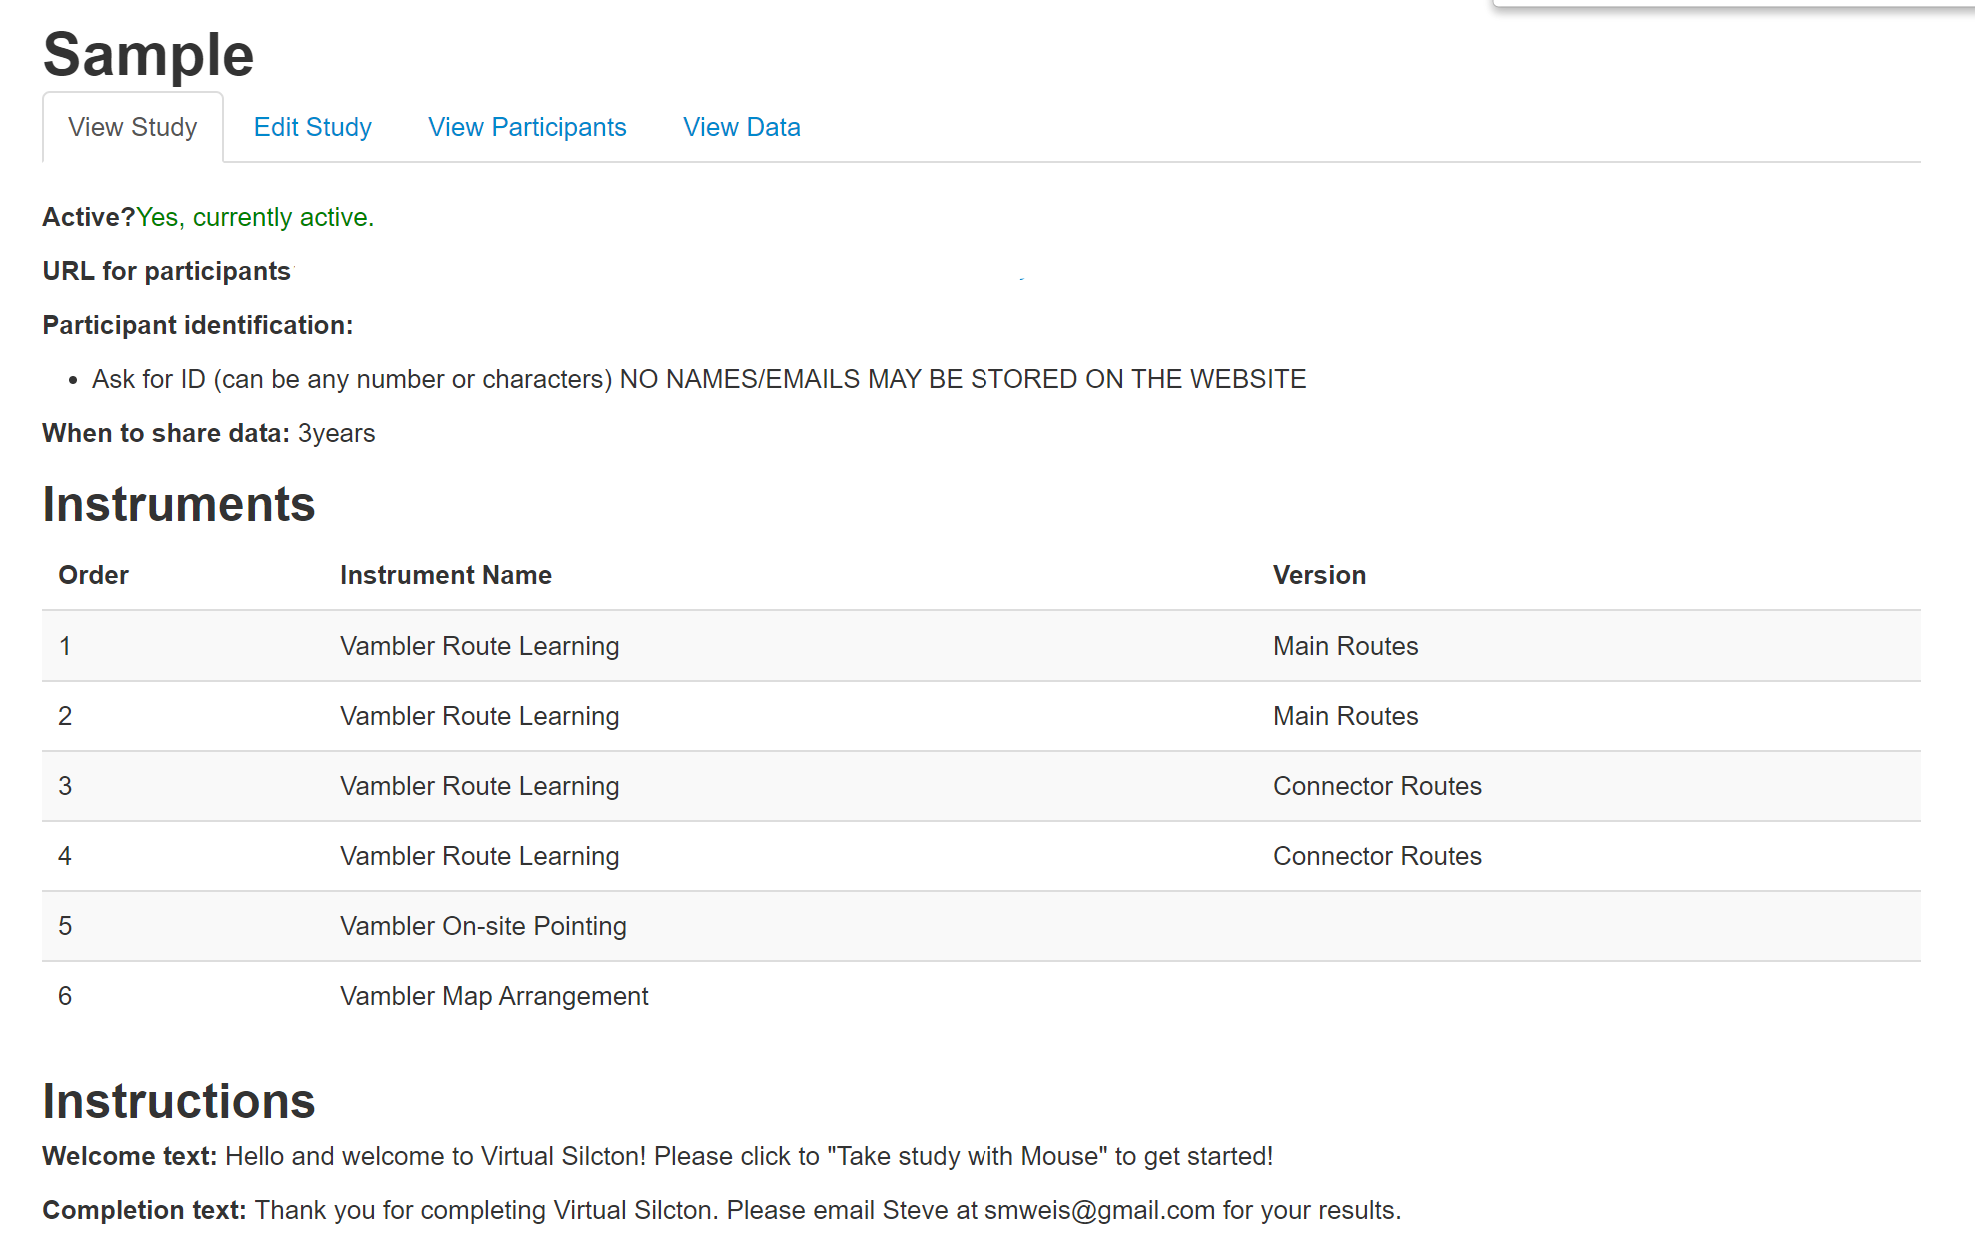 Sample
View Study Edit Study View Participants View Data
Active?Yes, currently active.
URL for participants
Participant identification:
• Ask for ID (can be any number or characters) NO NAMES/EMAILS MAY BE STORED ON THE WEBSITE
When to share data: 3years
Instruments
Order Instrument Name Version
1 Vambler Route Learning Main Routes
2 Vambler Route Learning Main Routes
3 Vambler Route Learning Connector Routes
4 Vambler Route Learning Connector Routes
5 Vambler On-site Pointing
6 Vambler Map Arrangement
Instructions
Welcome text: Hello and welcome to Virtual Silcton! Please click to "Take study with Mouse" to get started!
Completion text: Thank you for completing Virtual Silcton. Please email Steve at smweis@gmail.com for your results.